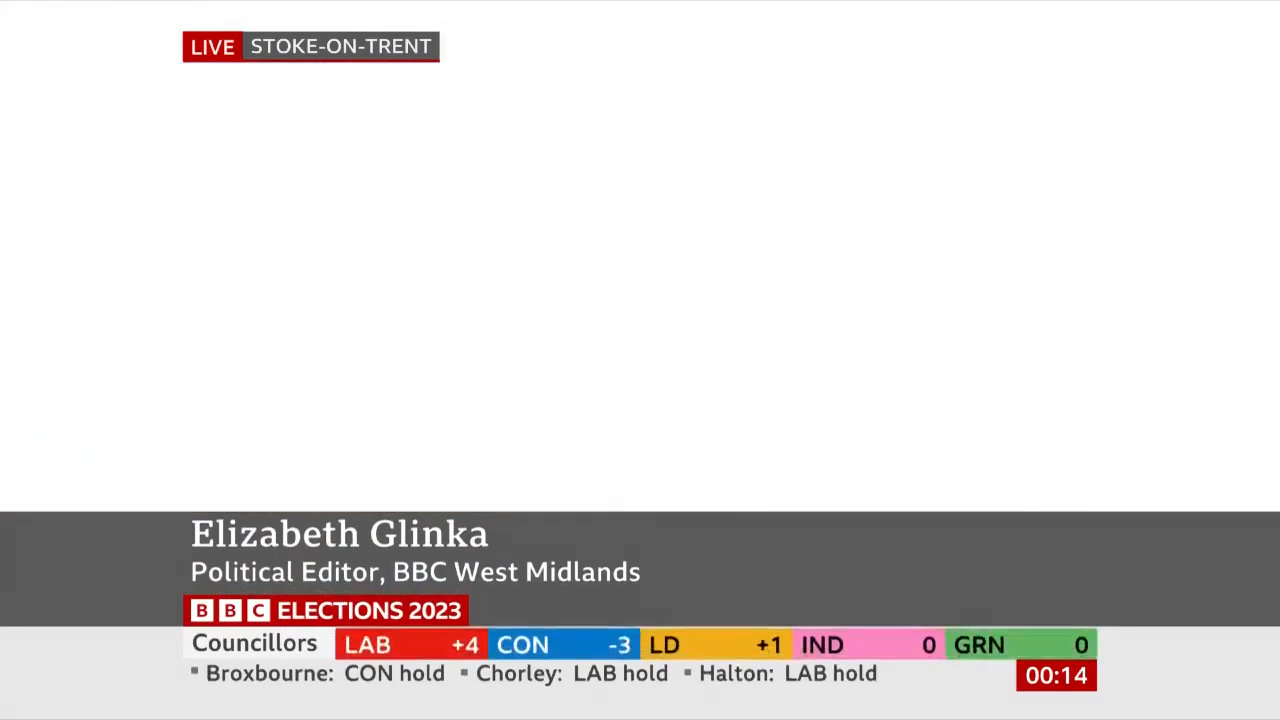 LIVE STOKE-ON-TRENT
Elizabeth Glinka
Political Editor, BBC West Midlands
BBC ELECTIONS 2023
Councillors LAB +4 CON -3 LD +1 IND 0 GRN 0
▪ Broxbourne: CON hold ▪ Chorley: LAB hold ▪ Halton: LAB hold 00:14